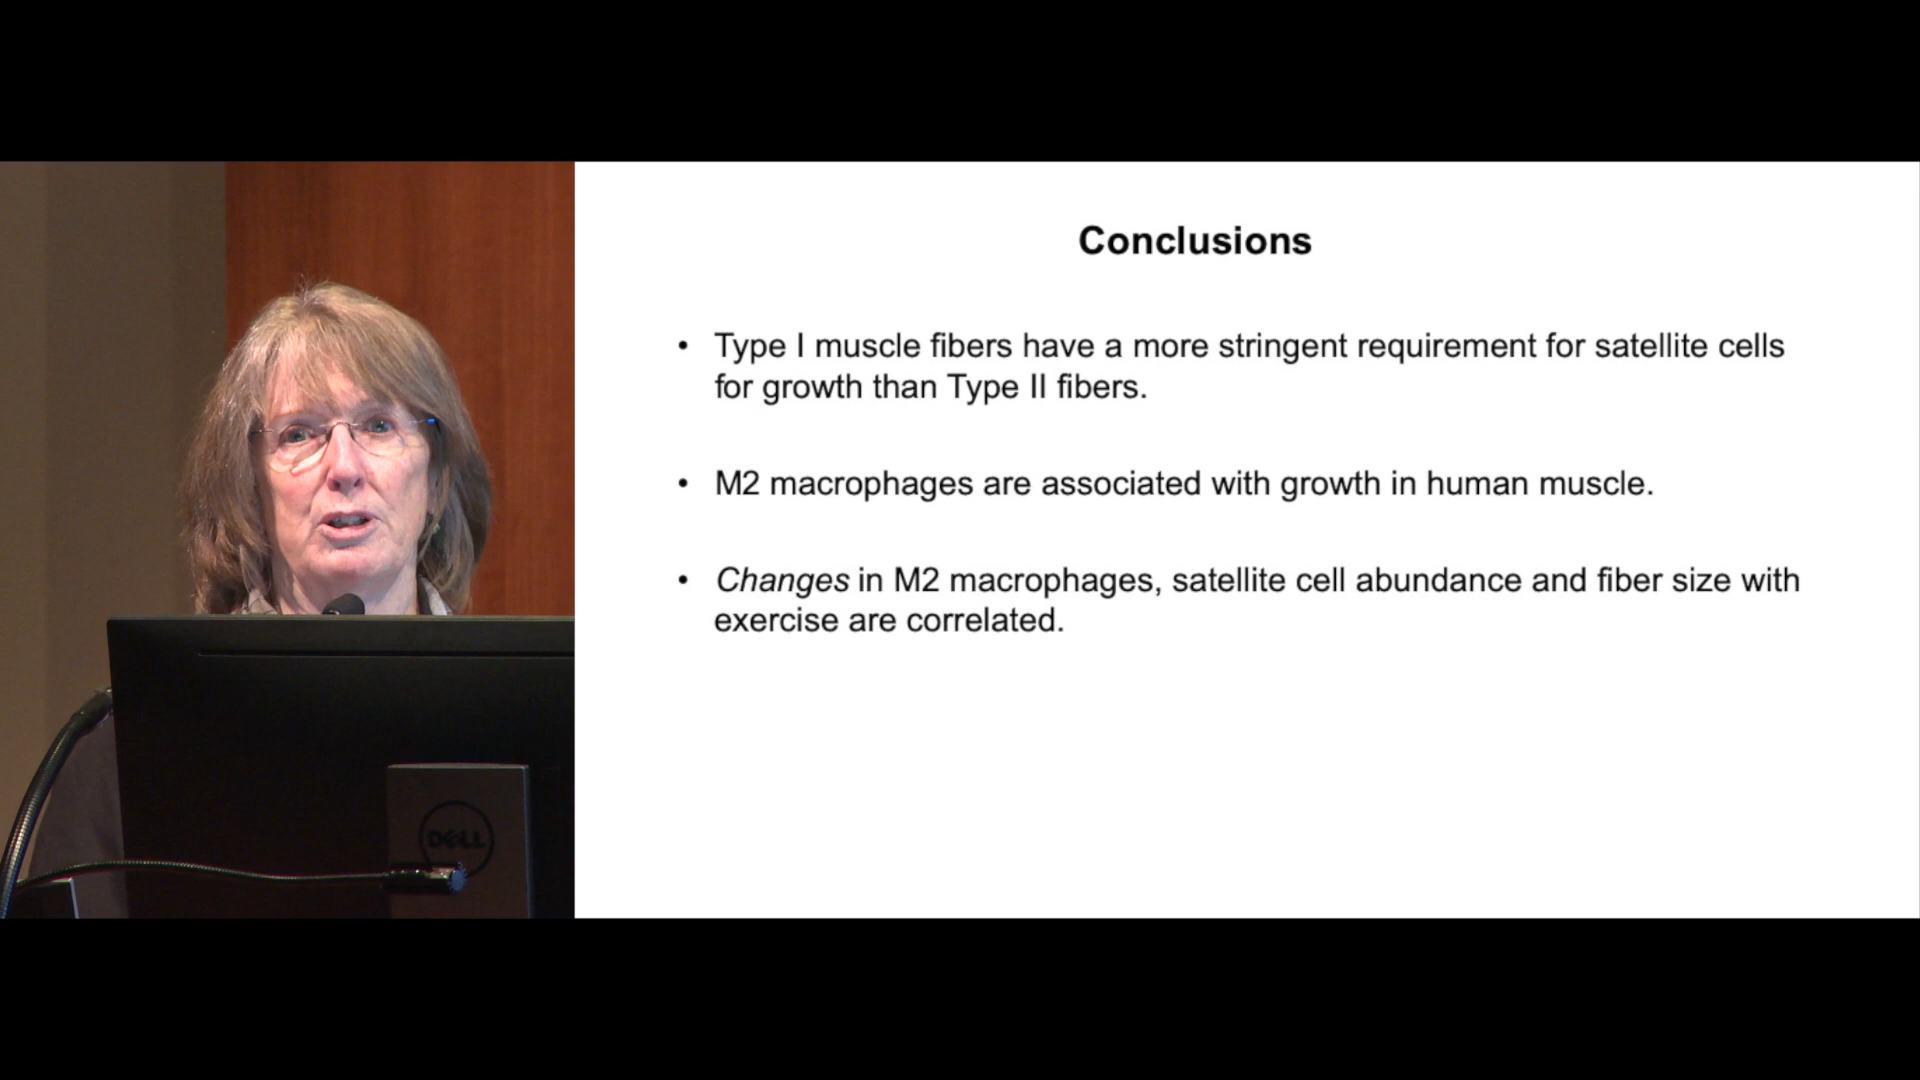 Conclusions
• Type I muscle fibers have a more stringent requirement for satellite cells
for growth than Type II fibers.
• M2 macrophages are associated with growth in human muscle.
• Changes in M2 macrophages, satellite cell abundance and fiber size with
exercise are correlated.
DELL